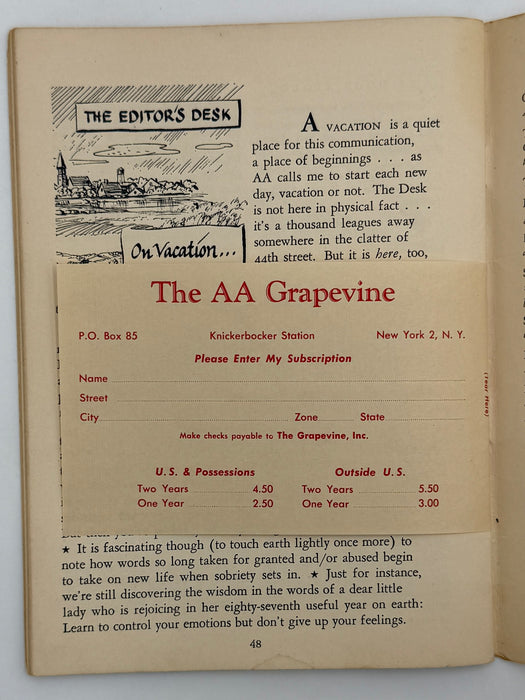 THE EDITOR'S DESK
On Vacation...
A VACATION is a quiet
place for this communication,
a place of beginnings . . . as
AA calls me to start each new
day, vacation or not. The Desk
is not here in physical fact . . .
it's a thousand leagues away
somewhere in the clatter of
44th street. But it is here, too,
The AA Grapevine
P.O. Box 85 Knickerbocker Station New York 2, N. Y.
Please Enter My Subscription
Name
Street
City Zone State
(Tear Here)
Make checks payable to The Grapevine, Inc.
U.S. & Possessions Outside U.S.
Two Years 4.50 Two Years 5.50
One Year 2.50 One Year 3.00
★ It is fascinating though (to touch earth lightly once more) to
note how words so long taken for granted and/or abused begin
to take on new life when sobriety sets in. ★ Just for instance,
we're still discovering the wisdom in the words of a dear little
lady who is rejoicing in her eighty-seventh useful year on earth:
Learn to control your emotions but don't give up your feelings.
48